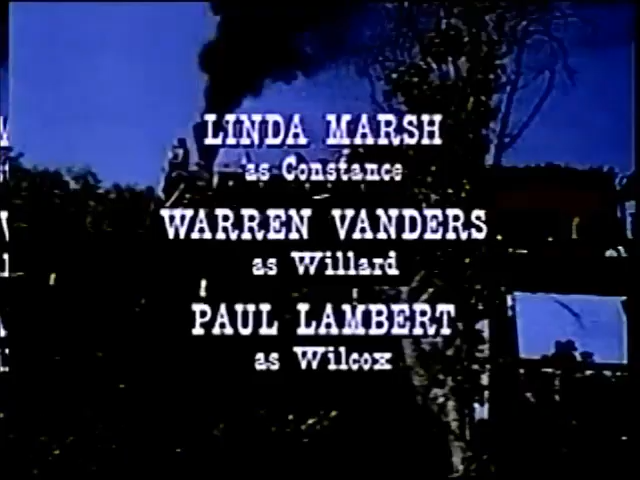 LINDA MARSH
as Constance
WARREN VANDERS
as Willard
PAUL LAMBERT
as Wilcox